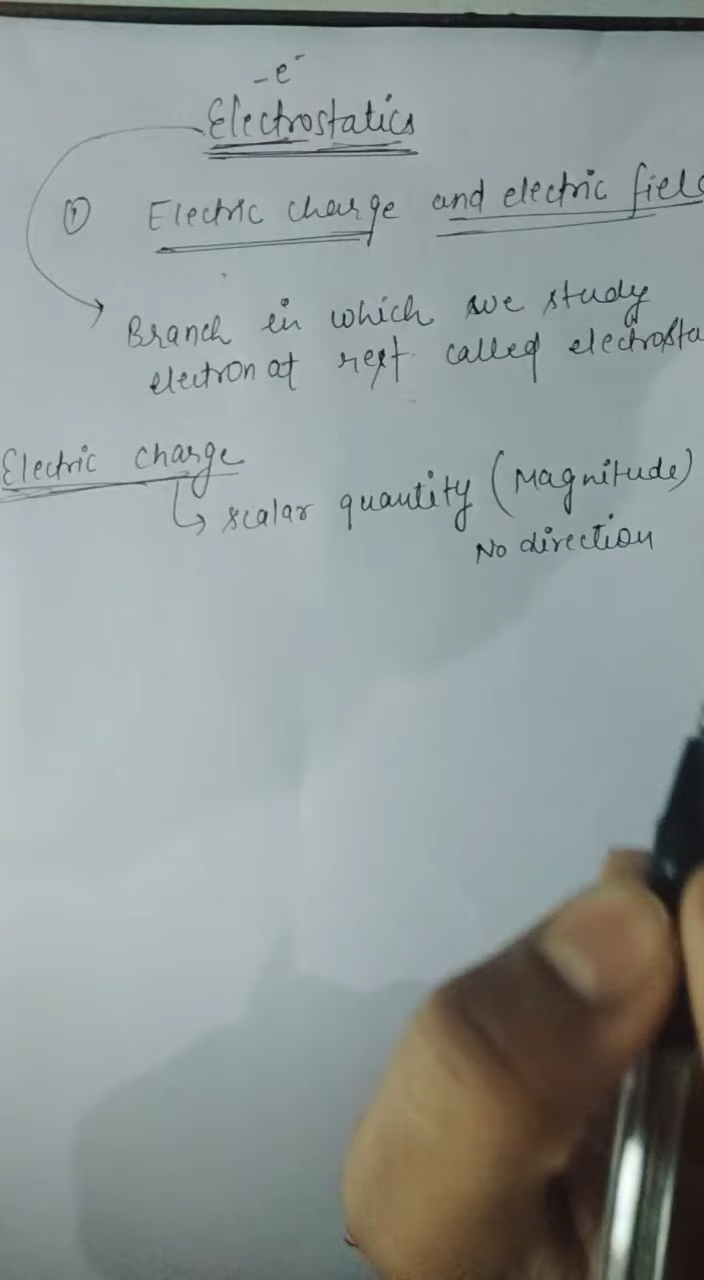 -e⁻
Electrostatics
① Electric charge and electric fiel
Branch in which we study
electron at rest called electrosta
Electric charge
↳ scalar quantity (Magnitude)
No direction